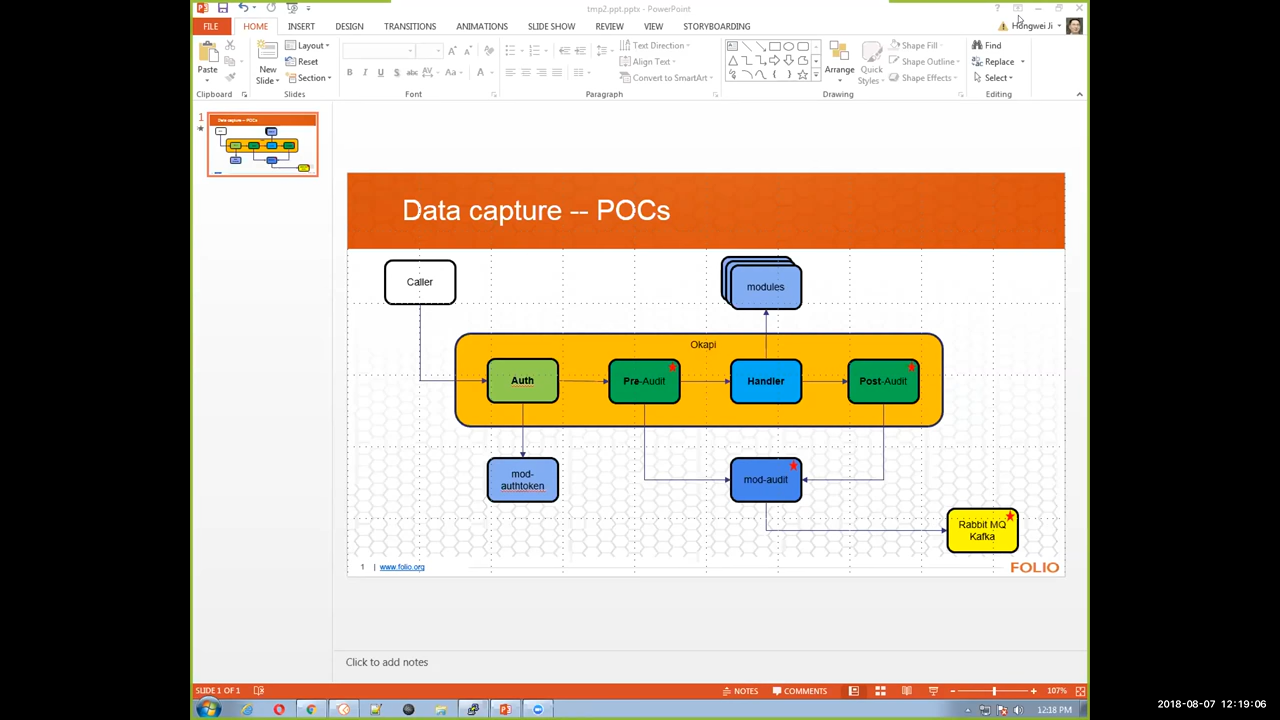 tmp2.ppt.pptx - PowerPoint
FILE
HOME
INSERT
DESIGN
TRANSITIONS
ANIMATIONS
SLIDE SHOW
REVIEW
VIEW
STORYBOARDING
Hongwei Ji
Paste
Clipboard
New Slide
Layout
Reset
Section
Slides
Font
Text Direction
Align Text
Convert to SmartArt
Paragraph
Arrange
Quick Styles
Shape Fill
Shape Outline
Shape Effects
Drawing
Find
Replace
Select
Editing
1
Data capture -- POCs
Data capture -- POCs
Caller
modules
Okapi
Auth
Pre-Audit
Handler
Post-Audit
mod-
authtoken
mod-audit
Rabbit MQ
Kafka
1 | www.folio.org
FOLIO
Click to add notes
SLIDE 1 OF 1
NOTES
COMMENTS
107%
12:18 PM
2018-08-07 12:19:06